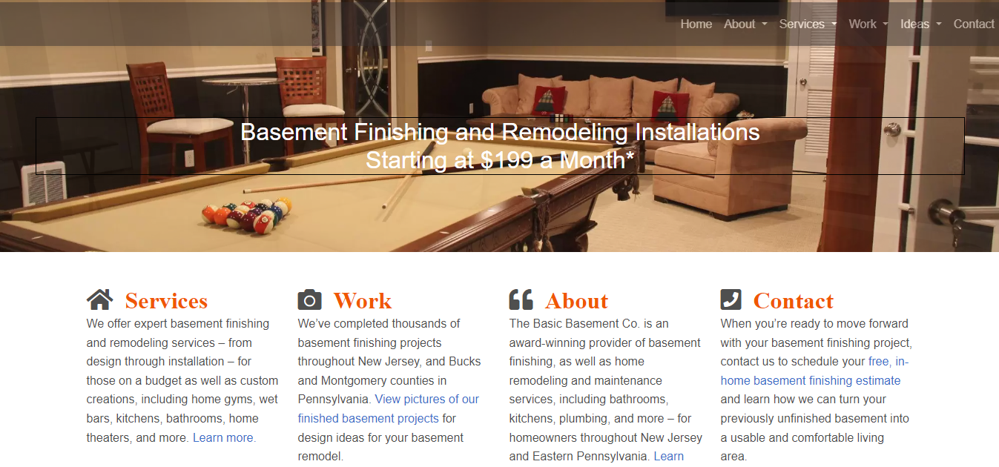 Home About Services Work Ideas Contact
Basement Finishing and Remodeling Installations
Starting at $199 a Month*
Services
We offer expert basement finishing
and remodeling services – from
design through installation – for
those on a budget as well as custom
creations, including home gyms, wet
bars, kitchens, bathrooms, home
theaters, and more. Learn more.
Work
We’ve completed thousands of
basement finishing projects
throughout New Jersey, and Bucks
and Montgomery counties in
Pennsylvania. View pictures of our
finished basement projects for
design ideas for your basement
remodel.
About
The Basic Basement Co. is an
award-winning provider of basement
finishing, as well as home
remodeling and maintenance
services, including bathrooms,
kitchens, plumbing, and more – for
homeowners throughout New Jersey
and Eastern Pennsylvania. Learn
Contact
When you’re ready to move forward
with your basement finishing project,
contact us to schedule your free, in-
home basement finishing estimate
and learn how we can turn your
previously unfinished basement into
a usable and comfortable living
area.